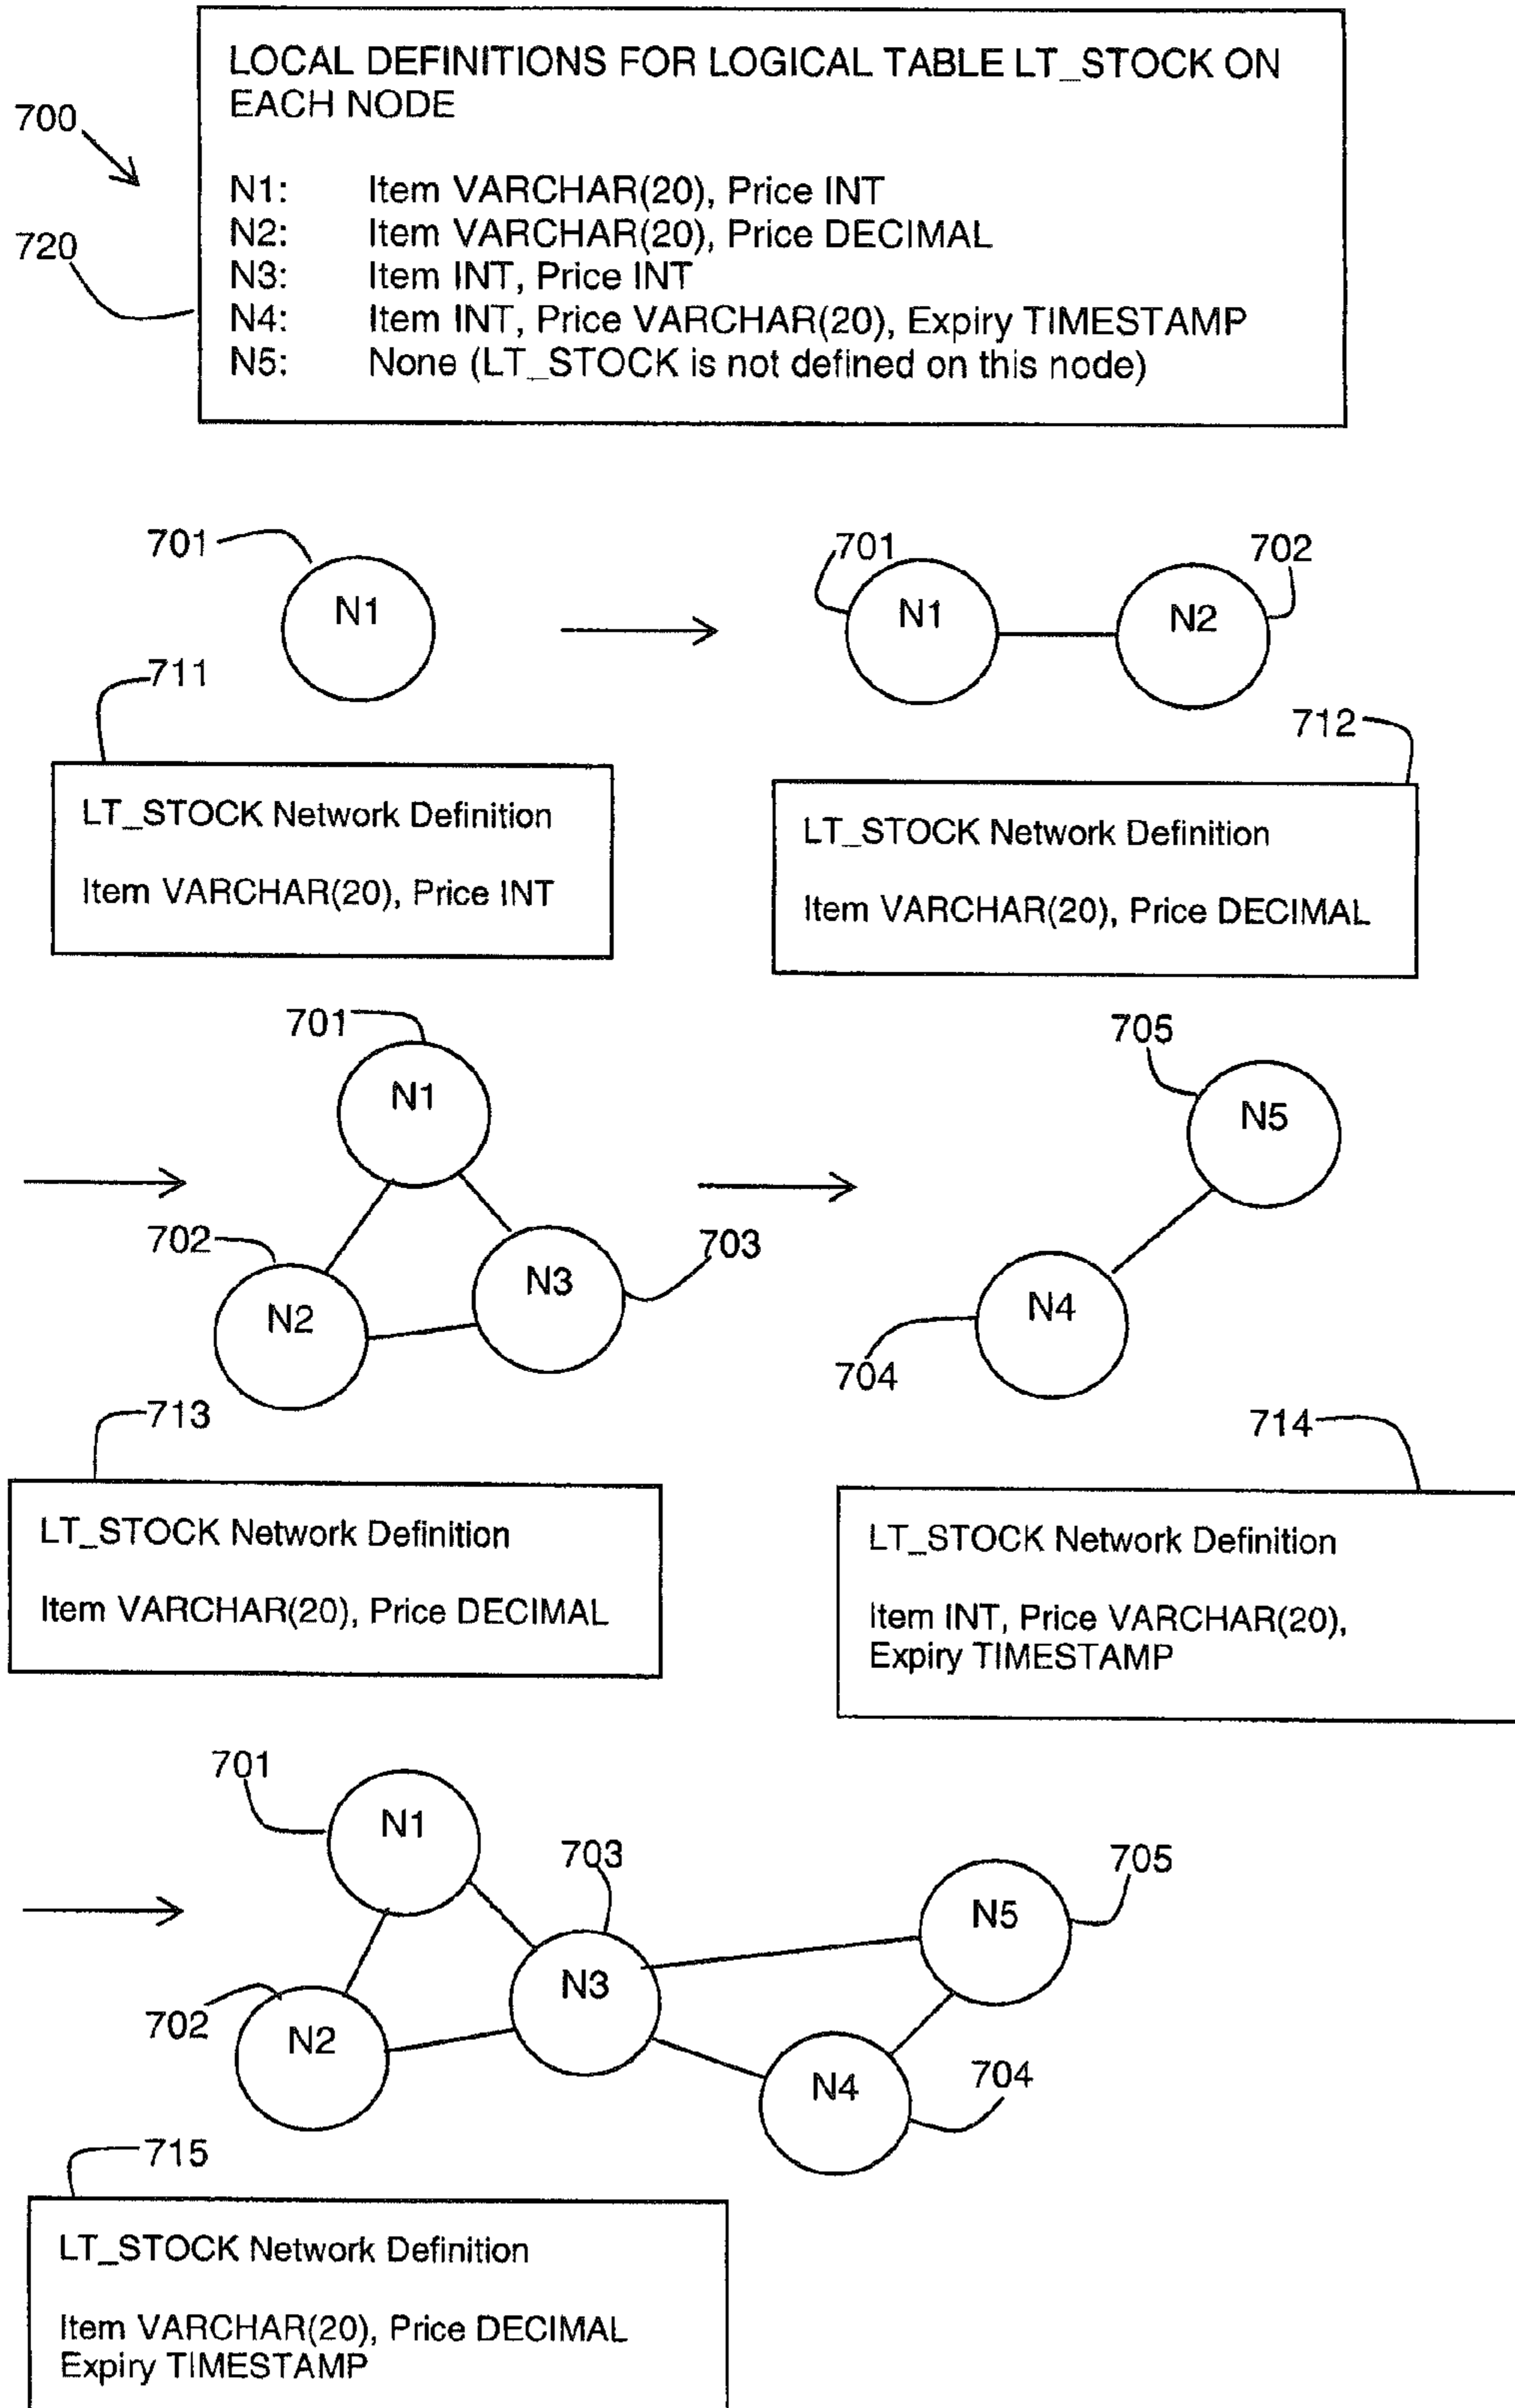 LOCAL DEFINITIONS FOR LOGICAL TABLE LT_STOCK ON
EACH NODE
700
N1: Item VARCHAR(20), Price INT
N2: Item VARCHAR(20), Price DECIMAL
720
N3: Item INT, Price INT
N4: Item INT, Price VARCHAR(20), Expiry TIMESTAMP
N5: None (LT_STOCK is not defined on this node)
701
N1
701
702
N1
N2
711
712
LT_STOCK Network Definition
Item VARCHAR(20), Price INT
LT_STOCK Network Definition
Item VARCHAR(20), Price DECIMAL
701
N1
702
N2
N3
703
705
N5
N4
704
713
714
LT_STOCK Network Definition
Item VARCHAR(20), Price DECIMAL
LT_STOCK Network Definition
Item INT, Price VARCHAR(20),
Expiry TIMESTAMP
701
N1
703
705
N5
N3
702
N2
N4
704
715
LT_STOCK Network Definition
Item VARCHAR(20), Price DECIMAL
Expiry TIMESTAMP